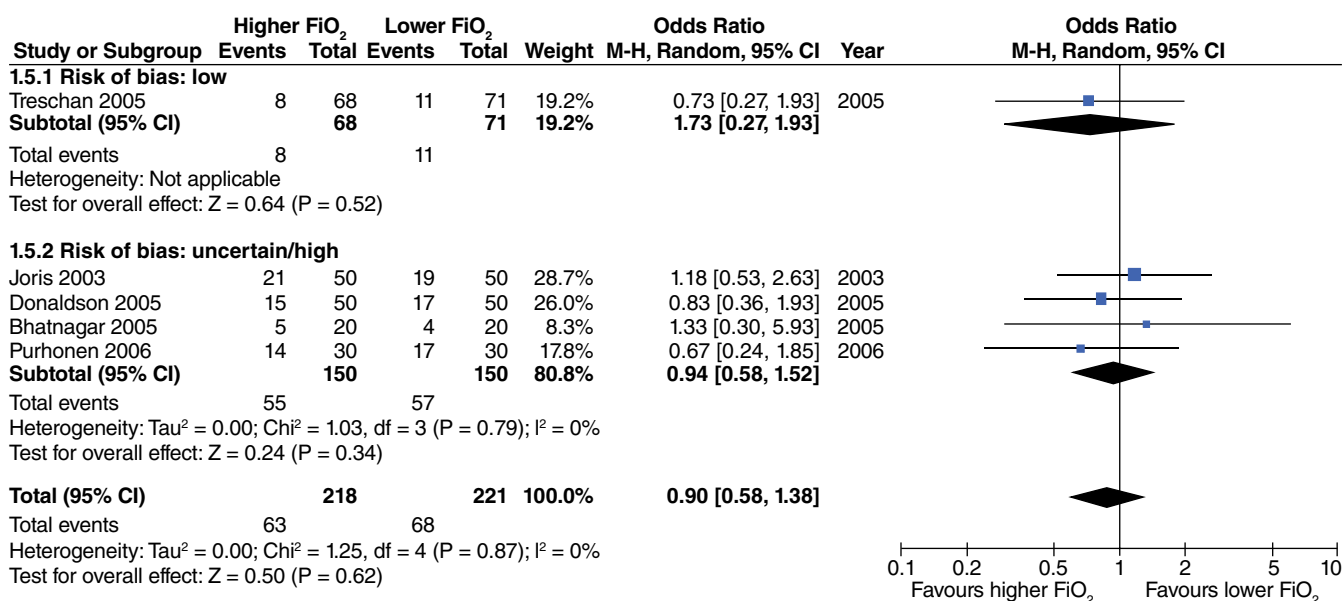 Higher FiO2 Lower FiO2 Odds Ratio Odds Ratio
Study or Subgroup Events Total Events Total Weight M-H, Random, 95% CI Year M-H, Random, 95% CI
1.5.1 Risk of bias: low
Treschan 2005 8 68 11 71 19.2% 0.73 [0.27, 1.93] 2005
Subtotal (95% CI) 68 71 19.2% 1.73 [0.27, 1.93]
Total events 8 11
Heterogeneity: Not applicable
Test for overall effect: Z = 0.64 (P = 0.52)
1.5.2 Risk of bias: uncertain/high
Joris 2003 21 50 19 50 28.7% 1.18 [0.53, 2.63] 2003
Donaldson 2005 15 50 17 50 26.0% 0.83 [0.36, 1.93] 2005
Bhatnagar 2005 5 20 4 20 8.3% 1.33 [0.30, 5.93] 2005
Purhonen 2006 14 30 17 30 17.8% 0.67 [0.24, 1.85] 2006
Subtotal (95% CI) 150 150 80.8% 0.94 [0.58, 1.52]
Total events 55 57
Heterogeneity: Tau² = 0.00; Chi² = 1.03, df = 3 (P = 0.79); I² = 0%
Test for overall effect: Z = 0.24 (P = 0.34)
Total (95% CI) 218 221 100.0% 0.90 [0.58, 1.38]
Total events 63 68
Heterogeneity: Tau² = 0.00; Chi² = 1.25, df = 4 (P = 0.87); I² = 0%
Test for overall effect: Z = 0.50 (P = 0.62)
0.1 0.2 0.5 1 2 5 10
Favours higher FiO2 Favours lower FiO2